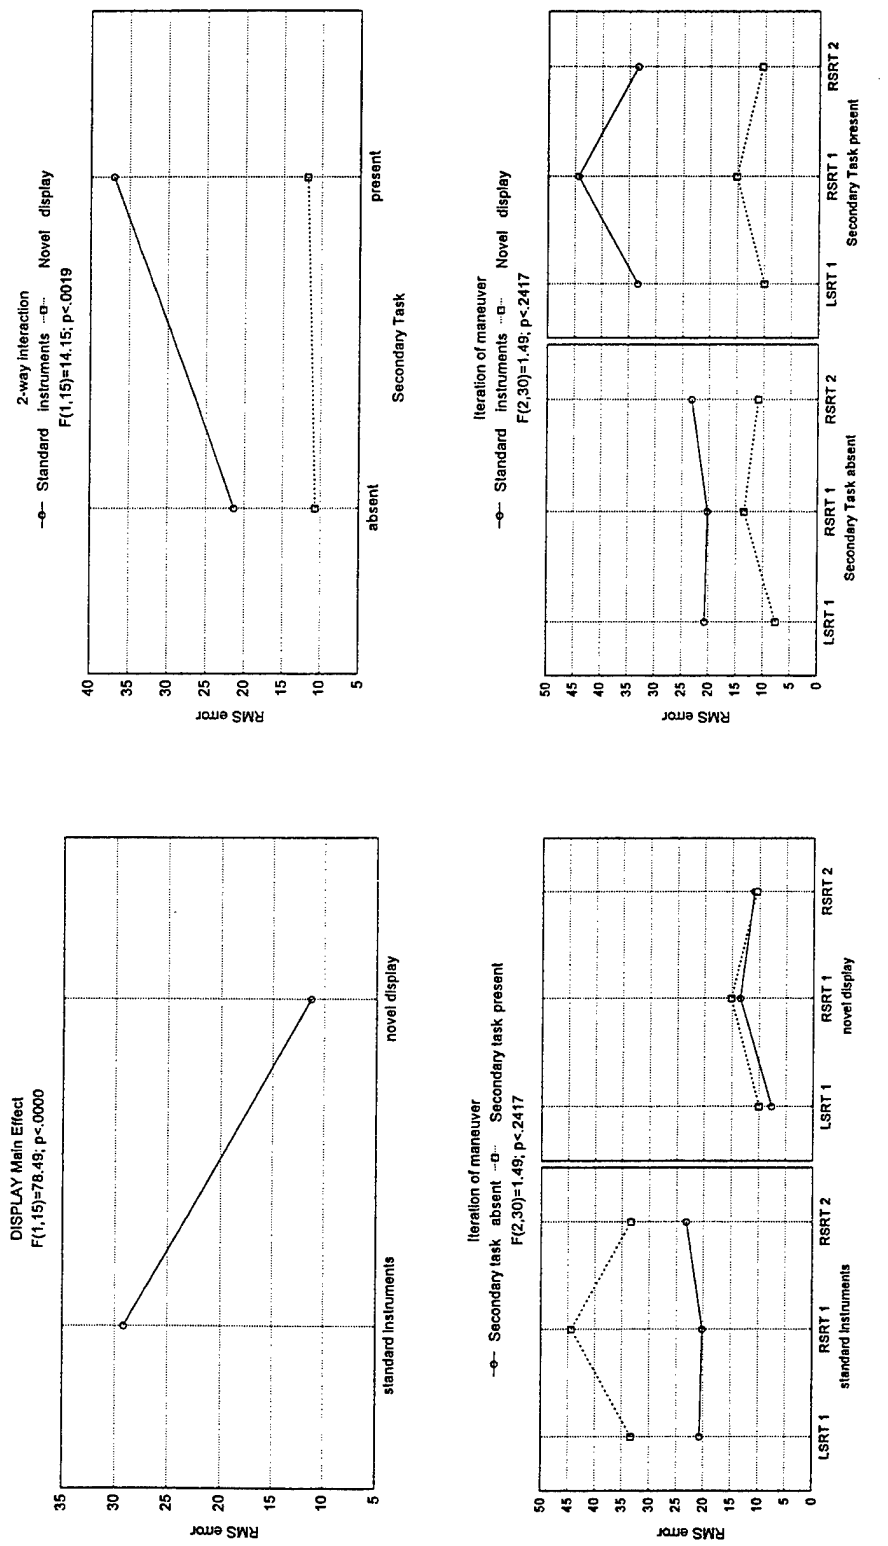 DISPLAY Main Effect
F(1,15)=78.49; p<.0000
RMS error
35
30
25
20
15
10
5
standard Instruments
novel display
2-way interaction
Standard instruments
Novel display
F(1,15)=14.15; p<.0019
RMS error
40
35
30
25
20
15
10
5
absent
present
Secondary Task
Iteration of maneuver
Secondary task absent
Secondary task present
F(2,30)=1.49; p<.2417
RMS error
50
45
40
35
30
25
20
15
10
5
0
LSRT 1
RSRT 1
RSRT 2
standard Instruments
LSRT 1
RSRT 1
RSRT 2
novel display
Iteration of maneuver
Standard instruments
Novel display
F(2,30)=1.49; p<.2417
RMS error
50
45
40
35
30
25
20
15
10
5
0
LSRT 1
RSRT 1
RSRT 2
Secondary Task absent
LSRT 1
RSRT 1
RSRT 2
Secondary Task present